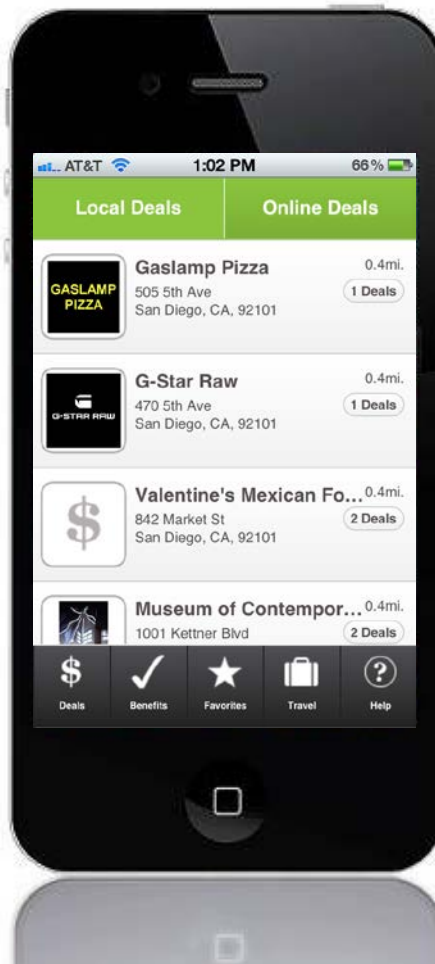 AT&T 1:02 PM 66%
Local Deals Online Deals
GASLAMP
PIZZA
Gaslamp Pizza 0.4mi.
505 5th Ave 1 Deals
San Diego, CA, 92101
G-STAR RAW
G-Star Raw 0.4mi.
470 5th Ave 1 Deals
San Diego, CA, 92101
$
Valentine's Mexican Fo... 0.4mi.
842 Market St 2 Deals
San Diego, CA, 92101
Museum of Contempor... 0.4mi.
1001 Kettner Blvd 2 Deals
$ ?
Deals Benefits Favorites Travel Help